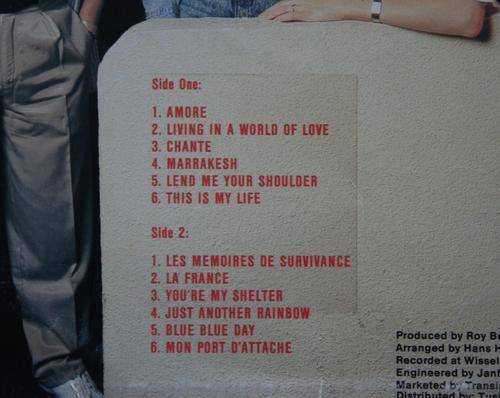 Side One:
1. AMORE
2. LIVING IN A WORLD OF LOVE
3. CHANTE
4. MARRAKESH
5. LEND ME YOUR SHOULDER
6. THIS IS MY LIFE
Side 2:
1. LES MEMOIRES DE SURVIVANCE
2. LA FRANCE
3. YOU'RE MY SHELTER
4. JUST ANOTHER RAINBOW
5. BLUE BLUE DAY
6. MON PORT D'ATTACHE
Produced by Roy
Arranged by Hans
Recorded at
Engineered by
Marketed by
Distributed by: